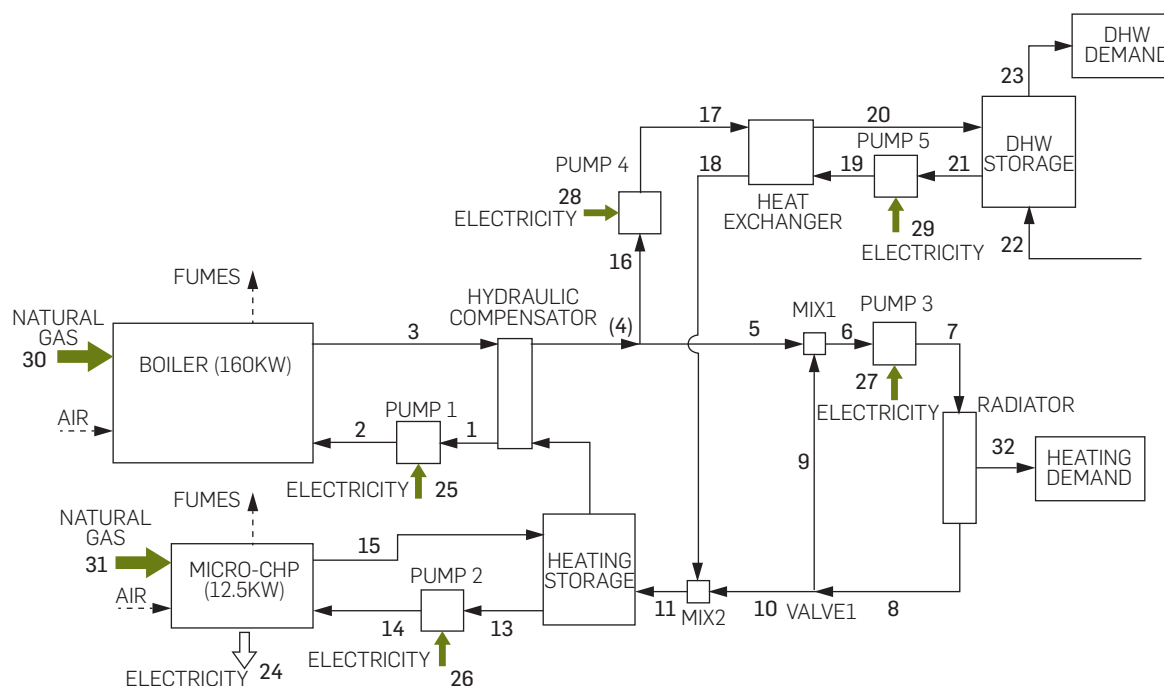 DHW
DEMAND
23
17
20
PUMP 5
DHW
STORAGE
18
19
21
PUMP 4
28
ELECTRICITY
HEAT
EXCHANGER
29
ELECTRICITY
22
16
FUMES
HYDRAULIC
COMPENSATOR
NATURAL
GAS
30
3
(4)
5
MIX1
6
PUMP 3
7
BOILER (160KW)
27
ELECTRICITY
RADIATOR
AIR
PUMP 1
2
1
9
32
HEATING
DEMAND
ELECTRICITY
25
FUMES
NATURAL
GAS
31
15
HEATING
STORAGE
MICRO-CHP
(12.5KW)
PUMP 2
AIR
14
13
11
MIX2
10
VALVE1
8
ELECTRICITY
24
ELECTRICITY
26